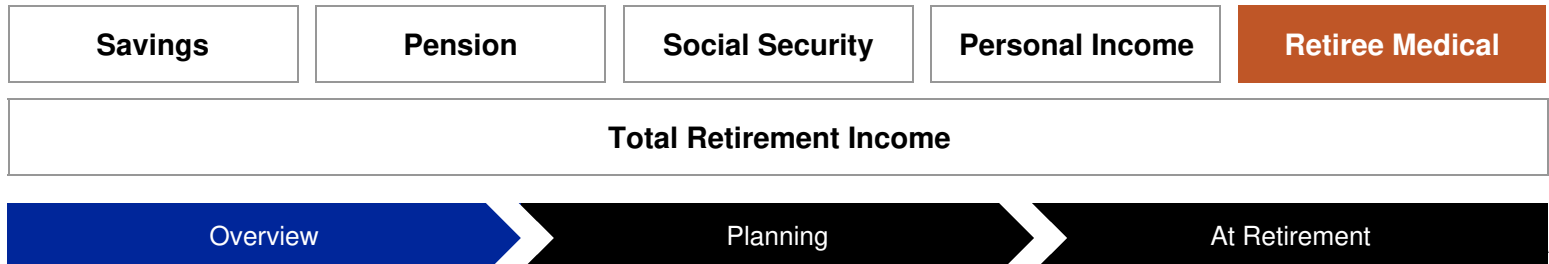 Savings Pension Social Security Personal Income Retiree Medical
Total Retirement Income
Overview Planning At Retirement